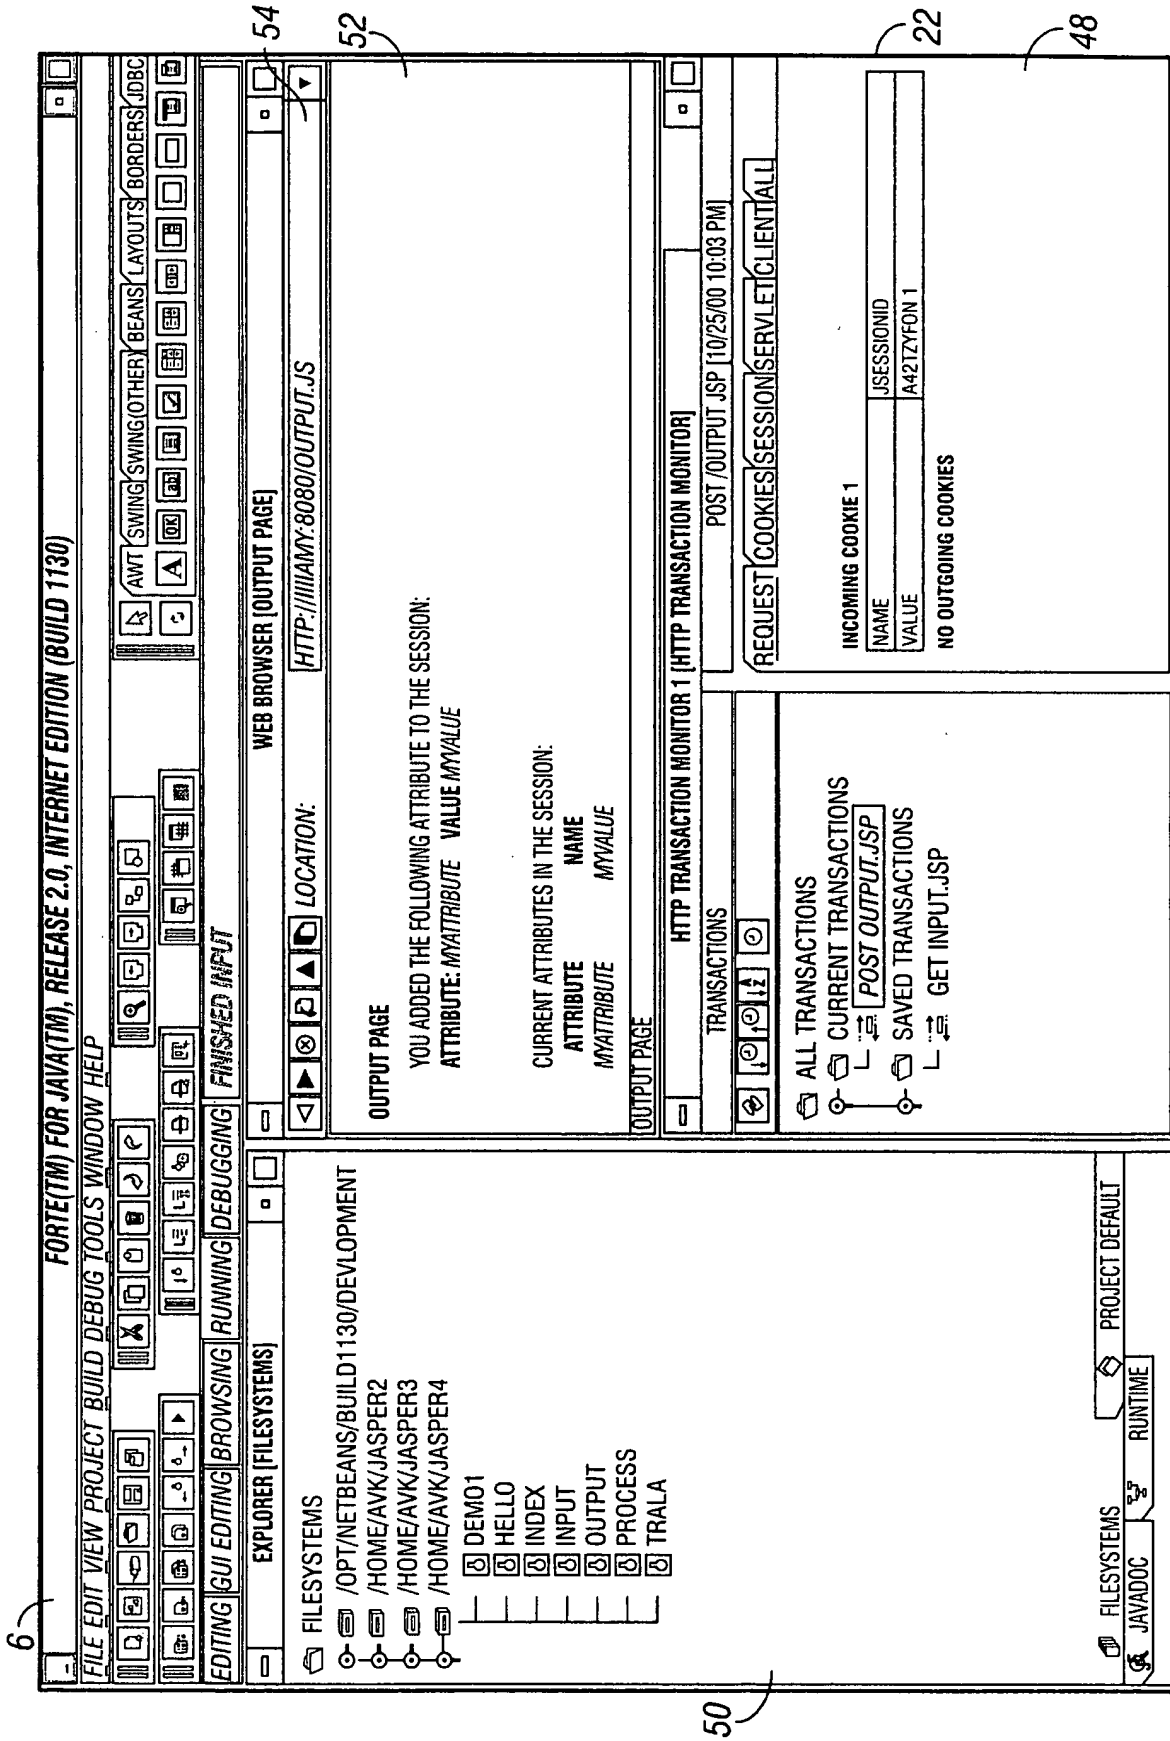 6
FORTE(TM) FOR JAVA(TM), RELEASE 2.0, INTERNET EDITION (BUILD 1130)
FILE EDIT VIEW PROJECT BUILD DEBUG TOOLS WINDOW HELP
AWT SWING SWING(OTHER) BEANS LAYOUTS BORDERS JDBC
A OK ab
EDITING GUI EDITING BROWSING RUNNING DEBUGGING FINISHED INPUT
EXPLORER [FILESYSTEMS]
FILESYSTEMS
/OPT/NETBEANS/BUILD1130/DEVLOPMENT
/HOME/AVK/JASPER2
/HOME/AVK/JASPER3
/HOME/AVK/JASPER4
DEMO1
HELLO
INDEX
INPUT
OUTPUT
PROCESS
TRALA
50
FILESYSTEMS
PROJECT DEFAULT
JAVADOC
RUNTIME
WEB BROWSER [OUTPUT PAGE]
54
LOCATION: HTTP://IIIIAMY:8080/OUTPUT.JS
52
OUTPUT PAGE
YOU ADDED THE FOLLOWING ATTRIBUTE TO THE SESSION:
ATTRIBUTE: MYATTRIBUTE VALUE MYVALUE
CURRENT ATTRIBUTES IN THE SESSION:
ATTRIBUTE NAME
MYATTRIBUTE MYVALUE
OUTPUT PAGE
HTTP TRANSACTION MONITOR 1 [HTTP TRANSACTION MONITOR]
TRANSACTIONS
ALL TRANSACTIONS
CURRENT TRANSACTIONS
POST OUTPUT.JSP
SAVED TRANSACTIONS
GET INPUT.JSP
POST /OUTPUT JSP [10/25/00 10:03 PM]
REQUEST COOKIES SESSION SERVLET CLIENT ALL
22
INCOMING COOKIE 1
NAME JSESSIONID
VALUE A42TZYFON 1
NO OUTGOING COOKIES
48